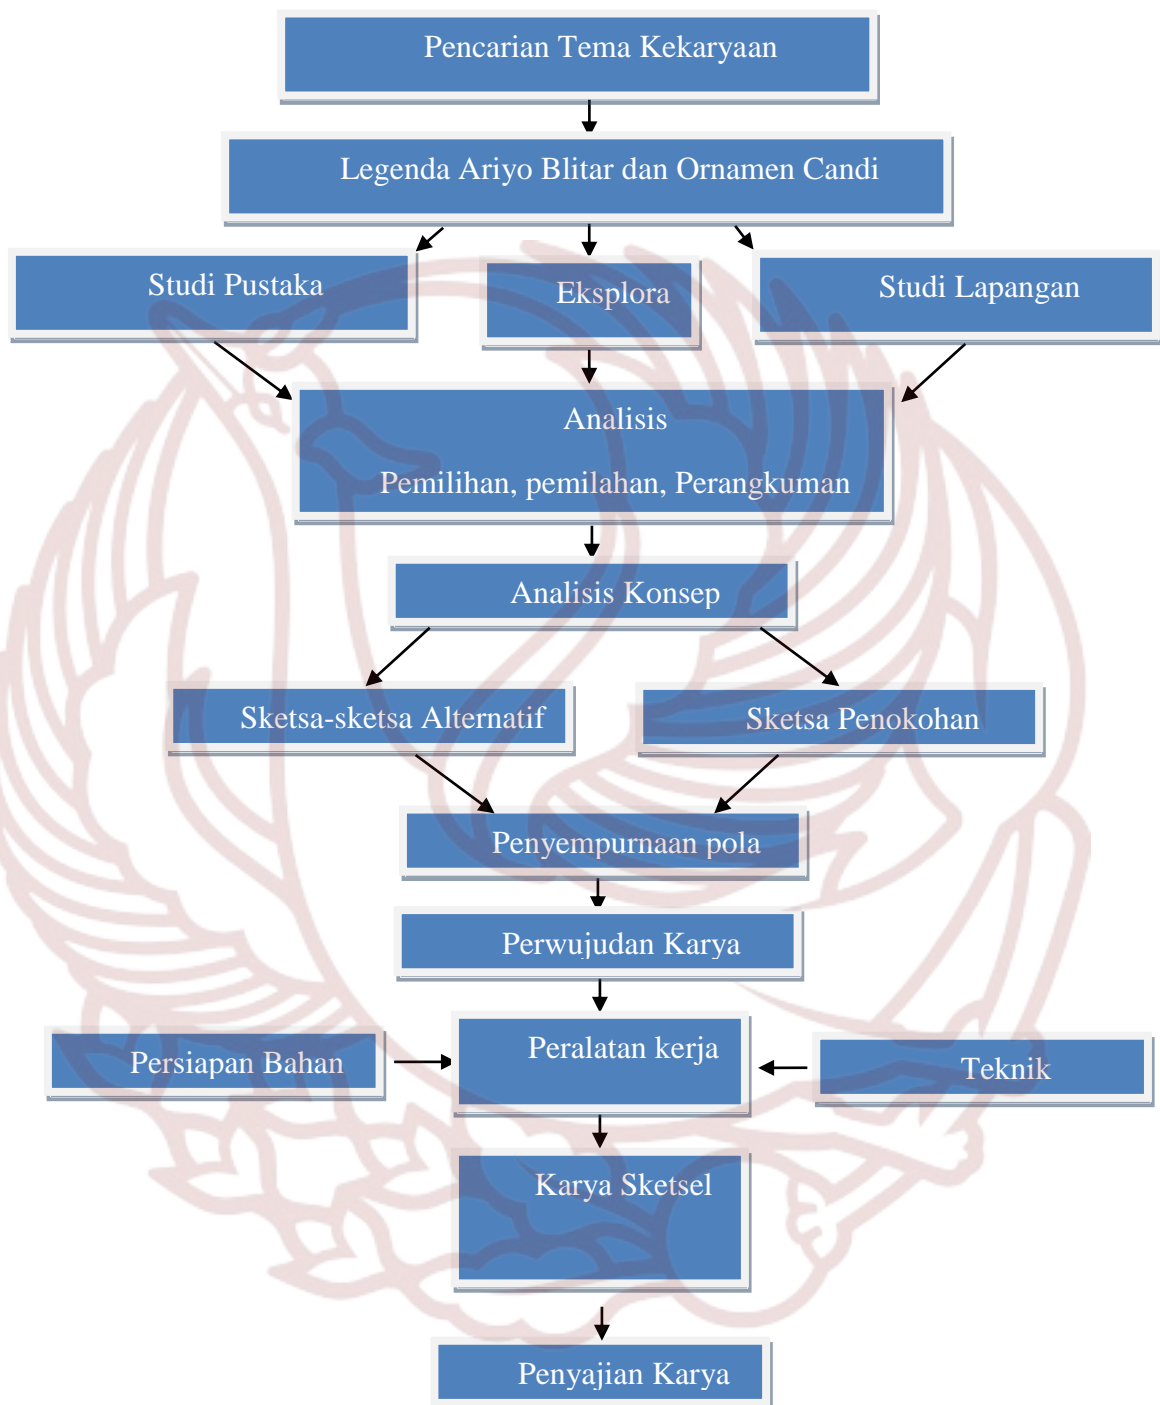 Pencarian Tema Kekaryaan
Legenda Ariyo Blitar dan Ornamen Candi
Studi Pustaka
Eksplora
Studi Lapangan
Analisis
Pemilihan, pemilahan, Perangkuman
Analisis Konsep
Sketsa-sketsa Alternatif
Sketsa Penokohan
Penyempurnaan pola
Perwujudan Karya
Persiapan Bahan
Peralatan kerja
Teknik
Karya Sketsel
Penyajian Karya